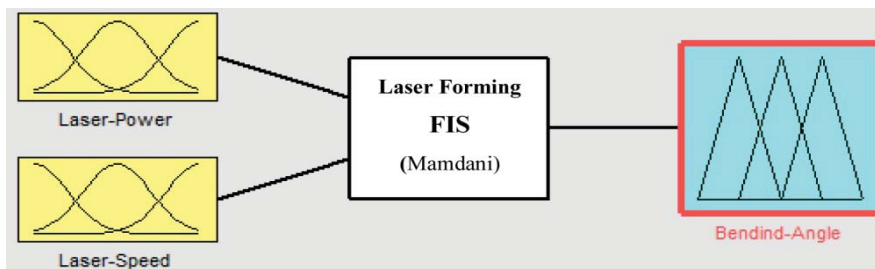 Laser-Power
Laser Forming
FIS
(Mamdani)
Laser-Speed
Bendind-Angle